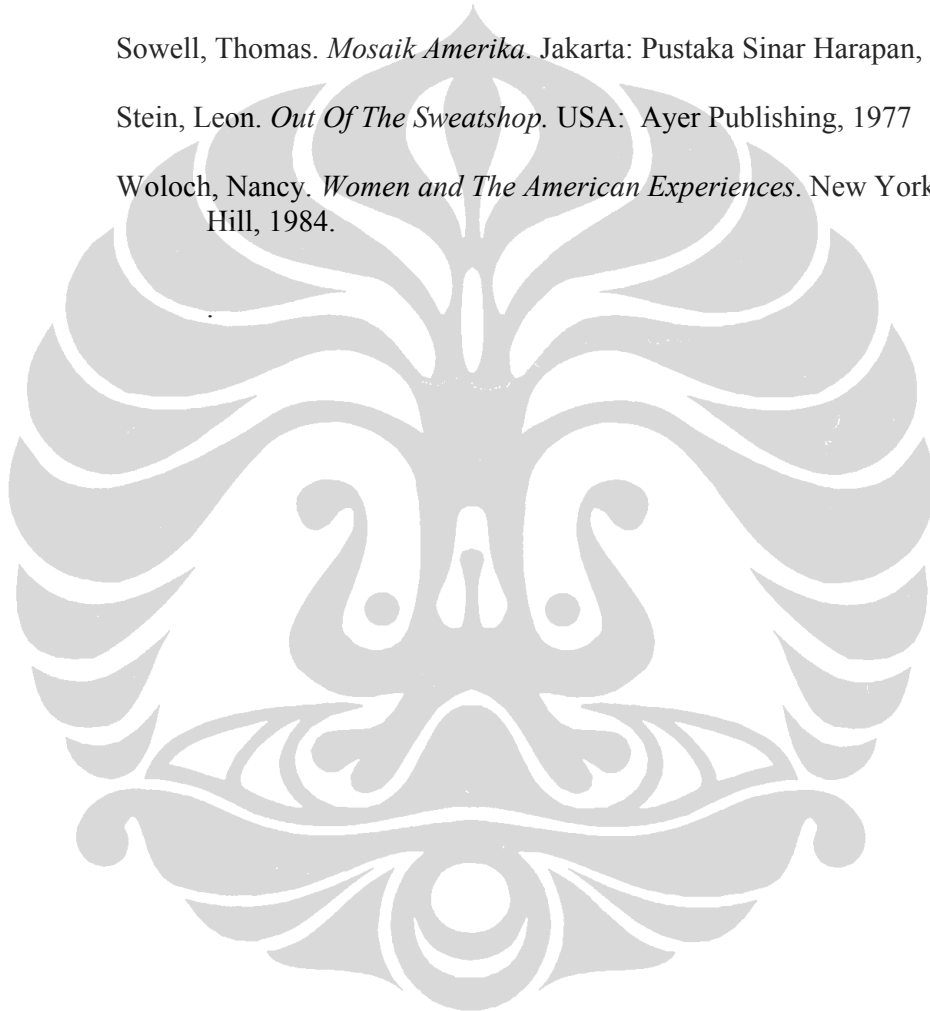 Sowell, Thomas. Mosaik Amerika. Jakarta: Pustaka Sinar Harapan,
Stein, Leon. Out Of The Sweatshop. USA: Ayer Publishing, 1977
Woloch, Nancy. Women and The American Experiences. New York
Hill, 1984.
.